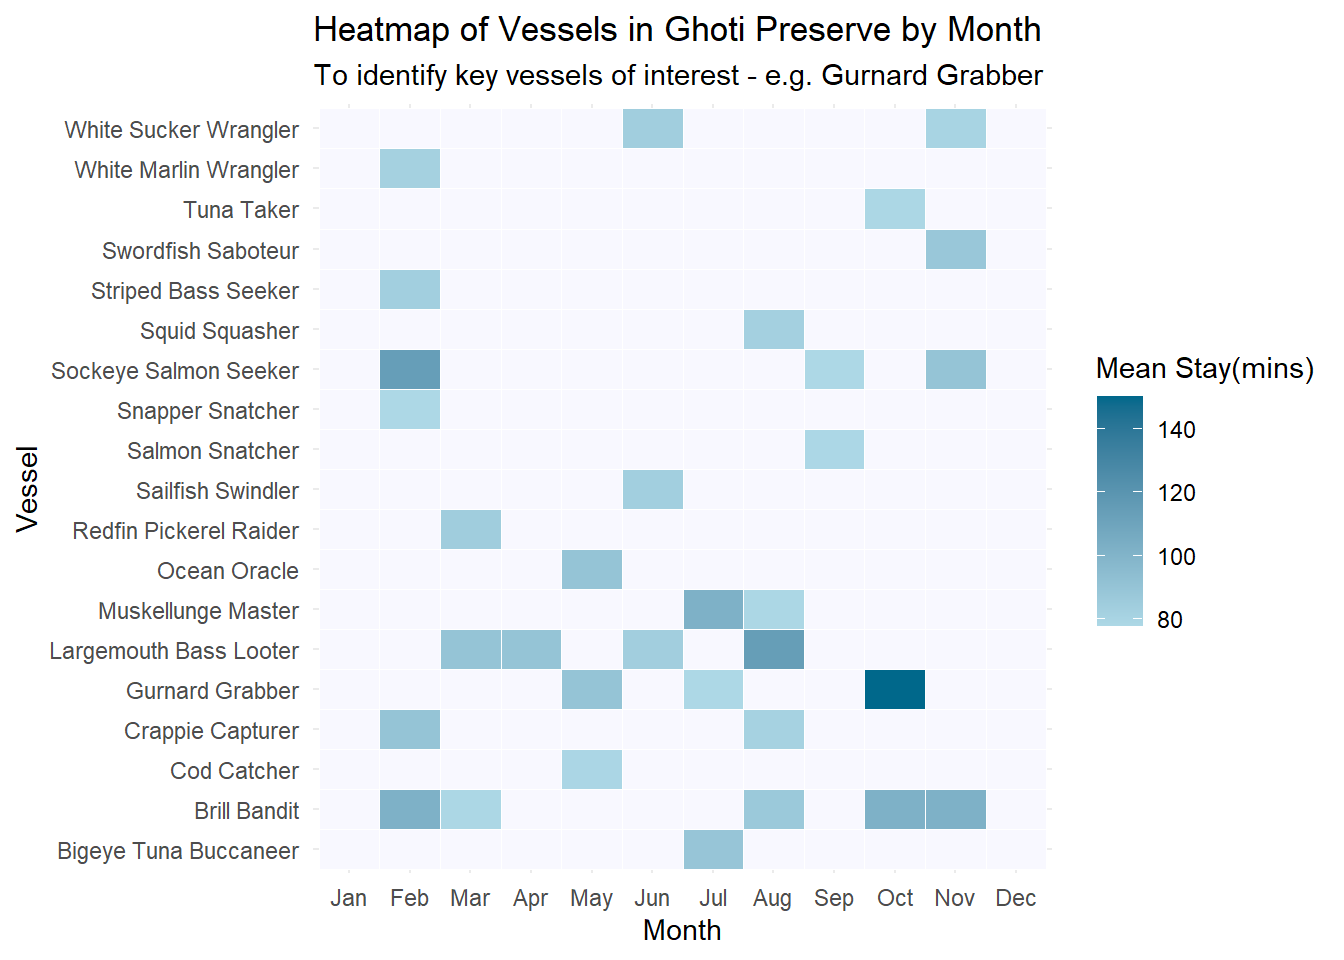 Heatmap of Vessels in Ghoti Preserve by Month
To identify key vessels of interest - e.g. Gurnard Grabber
White Sucker Wrangler
White Marlin Wrangler
Tuna Taker
Swordfish Saboteur
Striped Bass Seeker
Squid Squasher
Sockeye Salmon Seeker
Snapper Snatcher
Salmon Snatcher
Sailfish Swindler
Redfin Pickerel Raider
Ocean Oracle
Muskellunge Master
Largemouth Bass Looter
Gurnard Grabber
Crappie Capturer
Cod Catcher
Brill Bandit
Bigeye Tuna Buccaneer
Vessel
Jan Feb Mar Apr May Jun Jul Aug Sep Oct Nov Dec
Month
Mean Stay(mins)
140
120
100
80